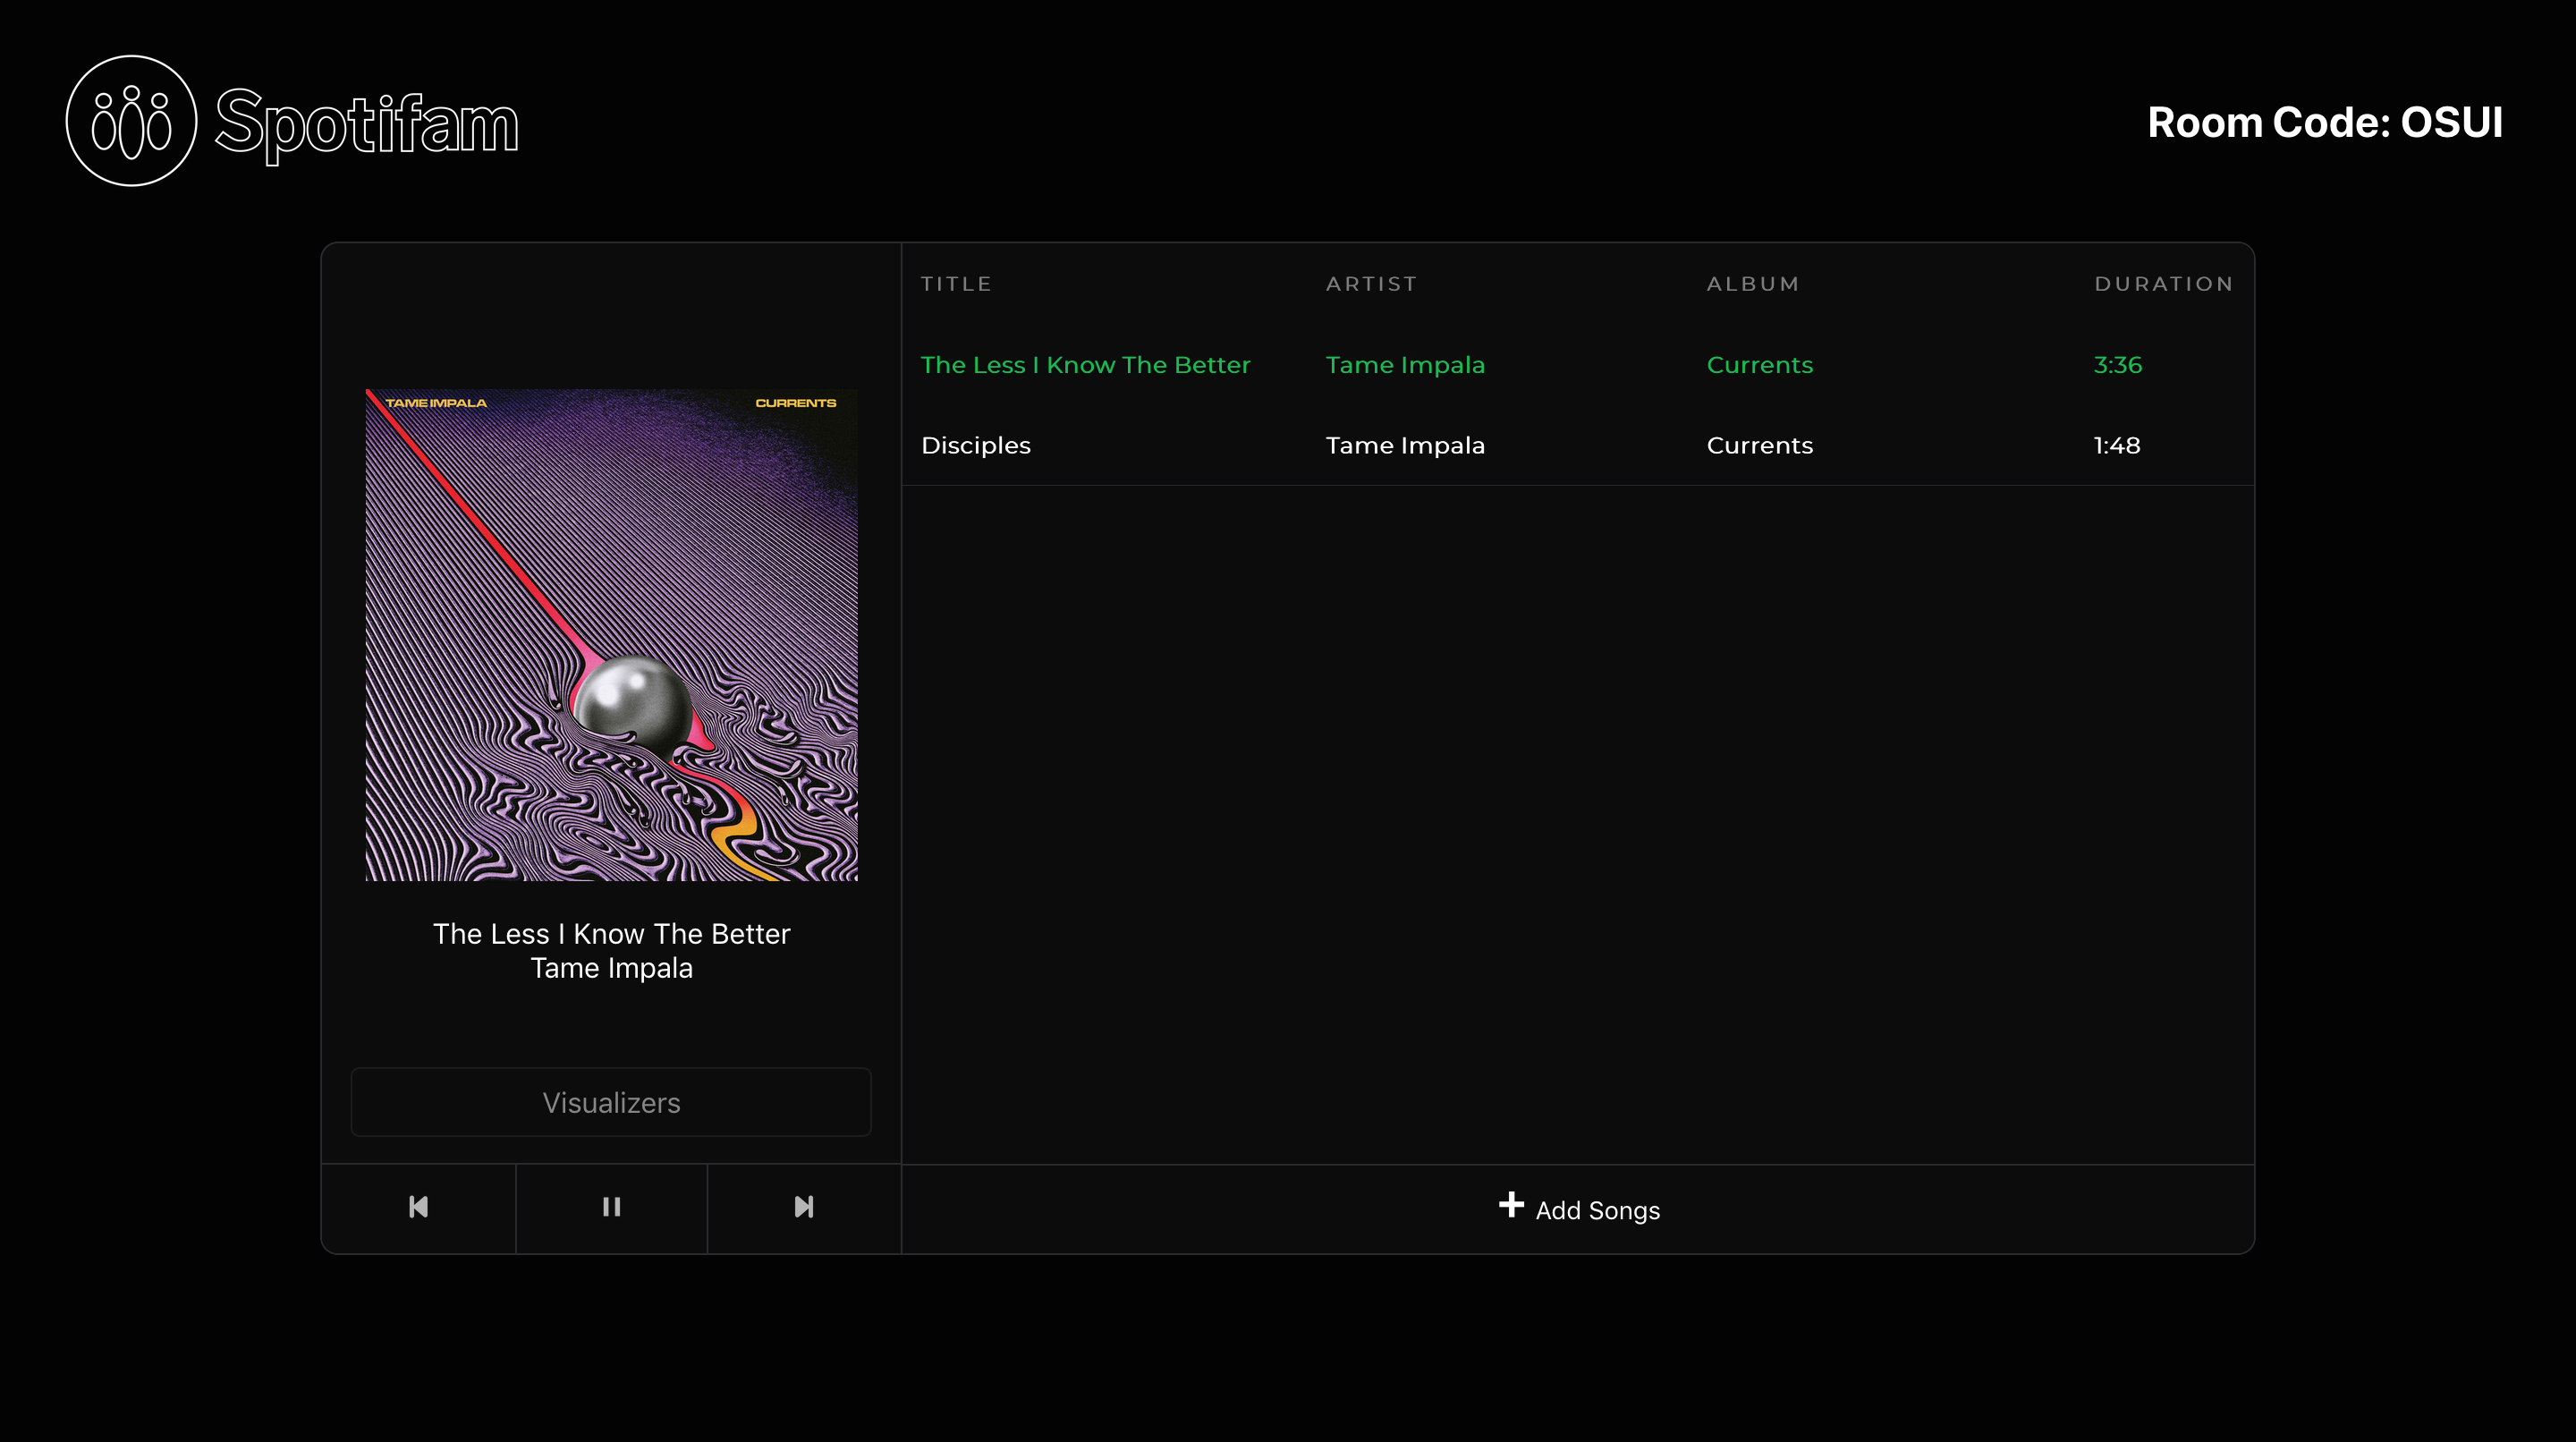 Spotifam
Room Code: OSUI
TITLE ARTIST ALBUM DURATION
The Less I Know The Better Tame Impala Currents 3:36
Disciples Tame Impala Currents 1:48
TAME IMPALA CURRENTS
The Less I Know The Better
Tame Impala
Visualizers
Add Songs